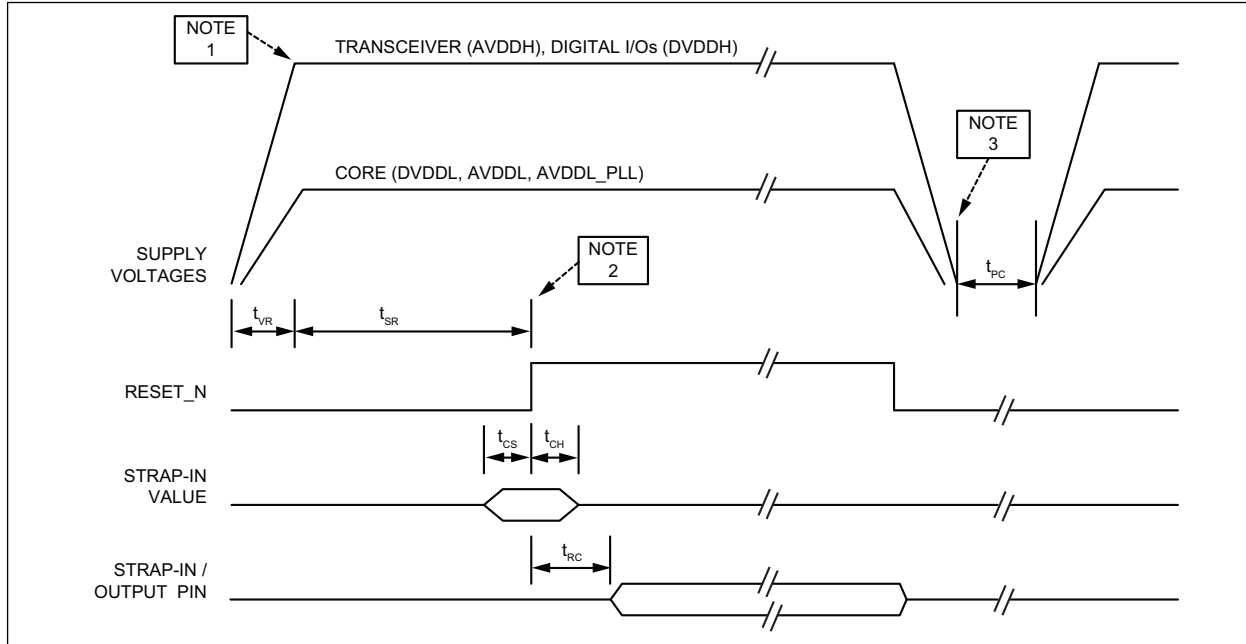 NOTE
1
TRANSCEIVER (AVDDH), DIGITAL I/Os (DVDDH)
NOTE
3
CORE (DVDDL, AVDDL, AVDDL_PLL)
NOTE
2
SUPPLY
VOLTAGES
tVR
tSR
tPC
RESET_N
tCS
tCH
STRAP-IN
VALUE
tRC
STRAP-IN /
OUTPUT PIN